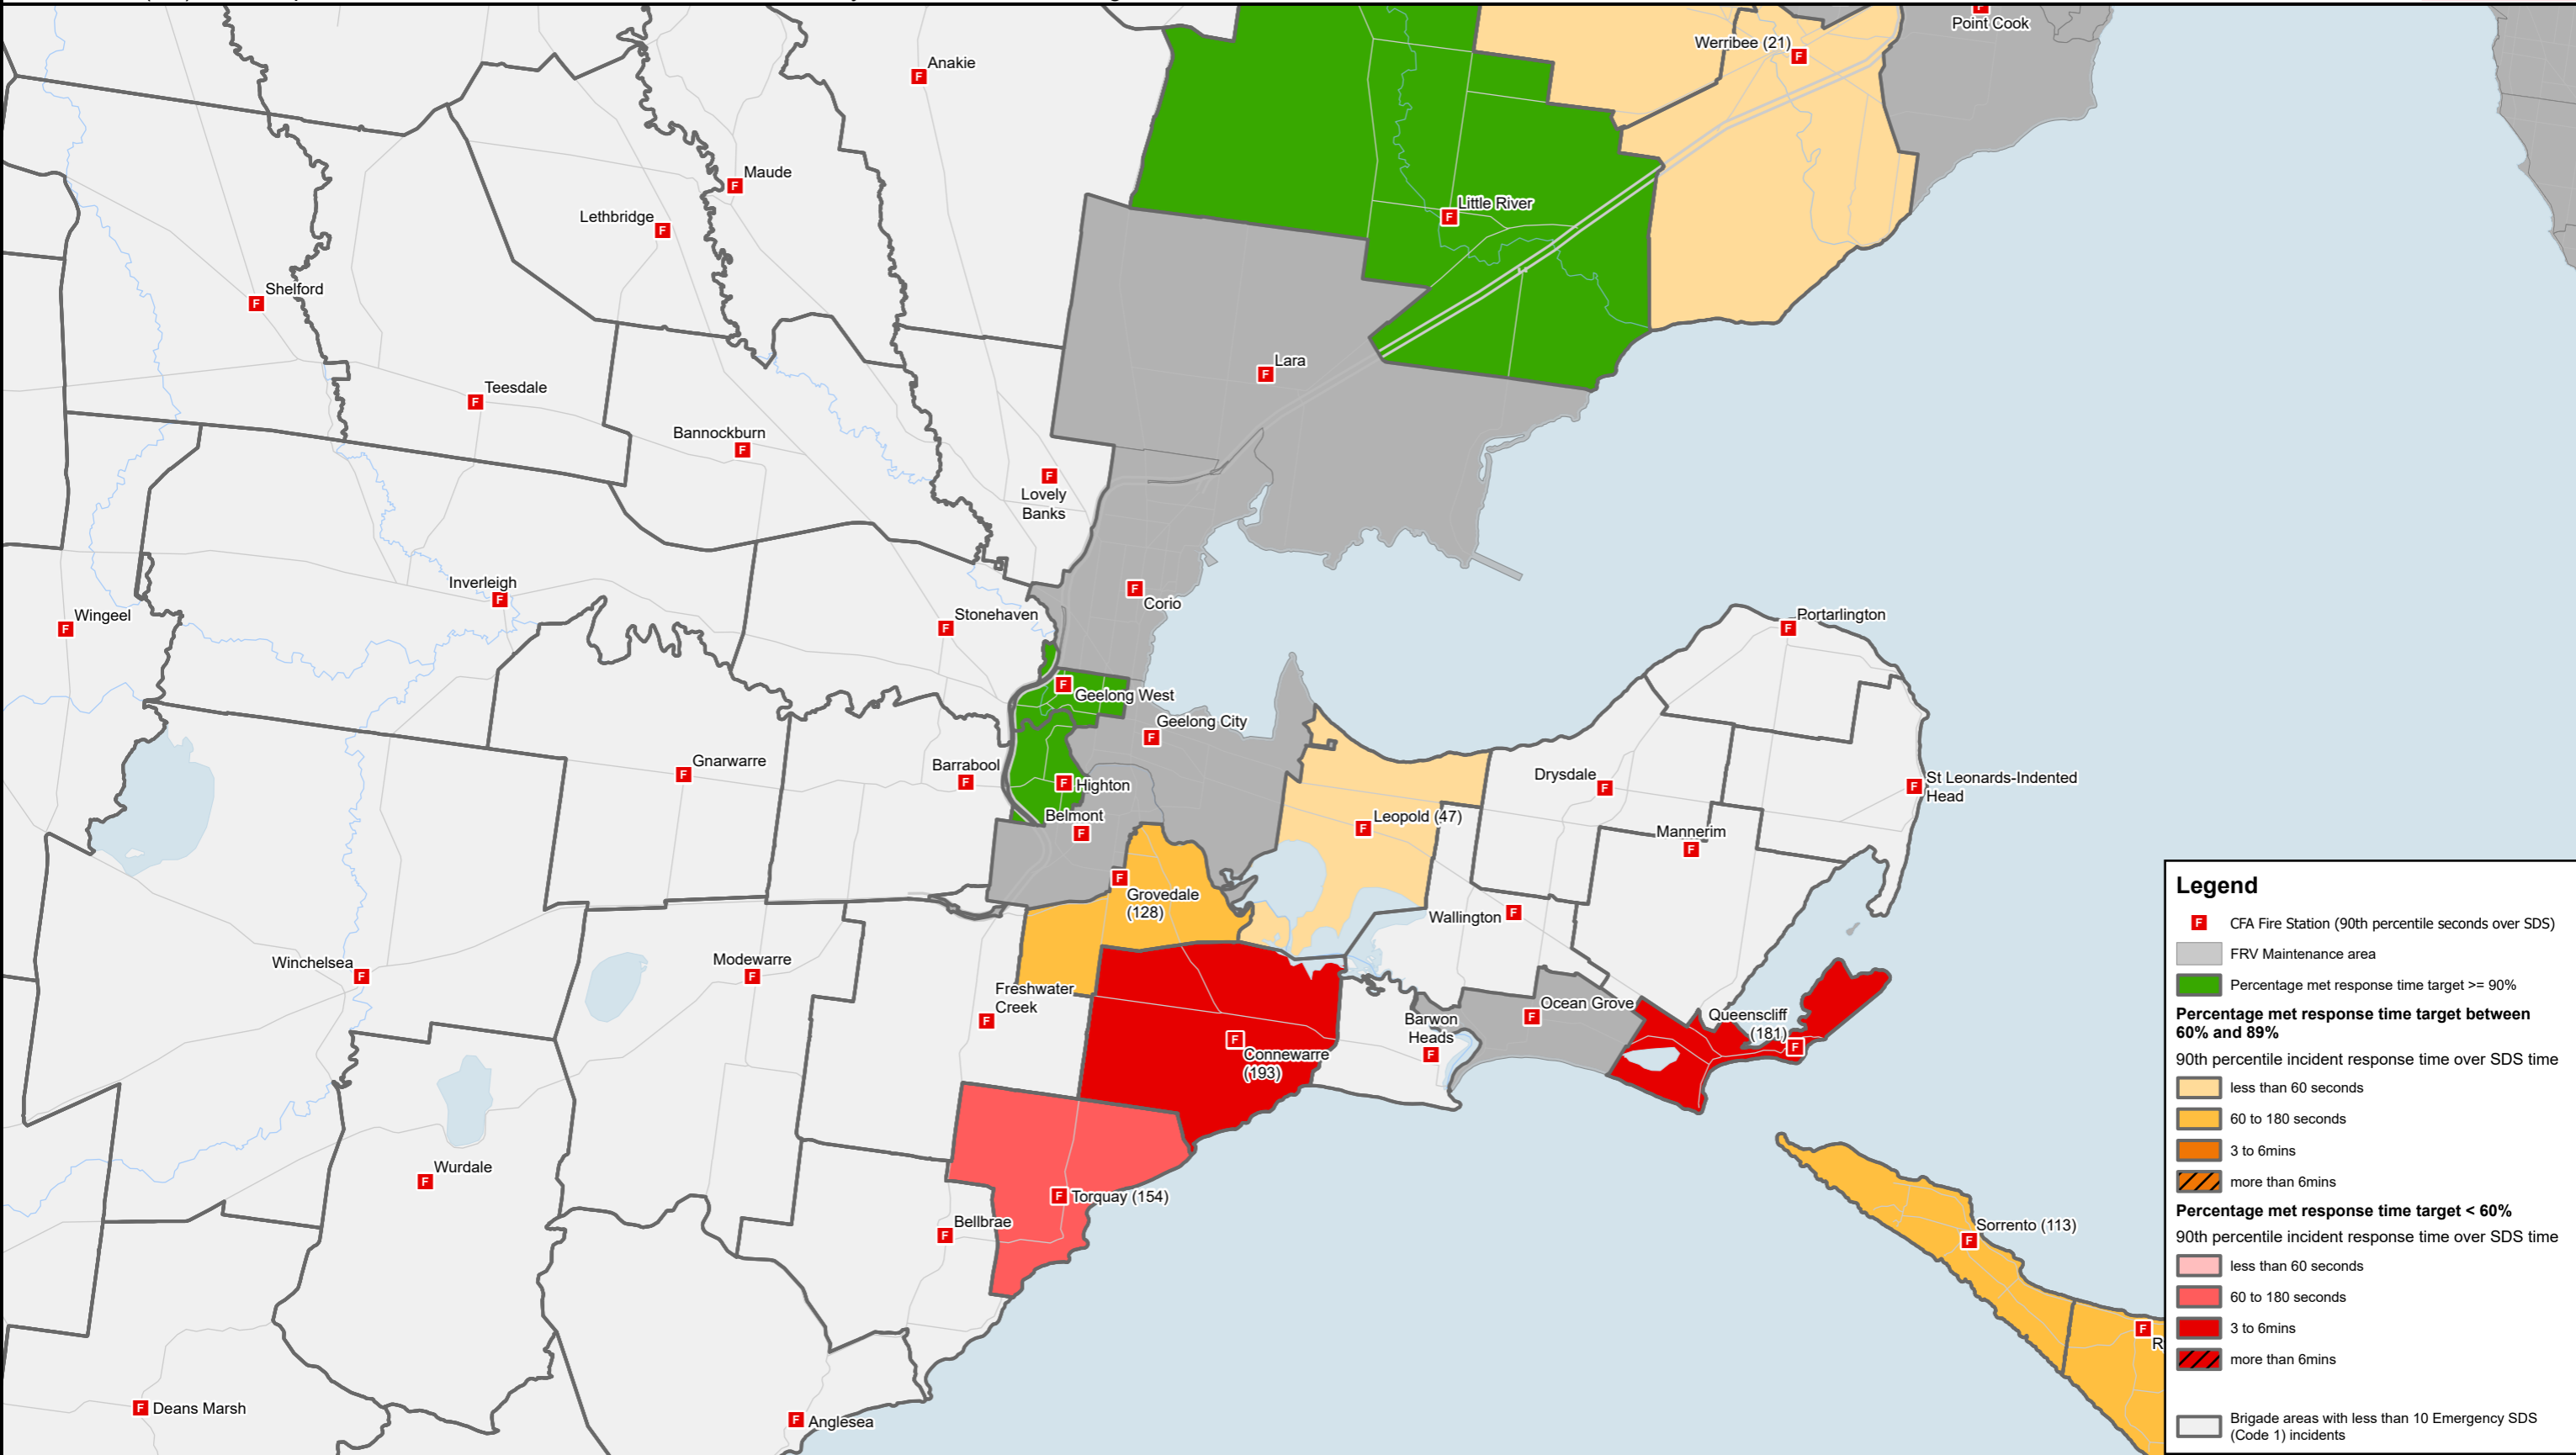 Point Cook
Werribee (21)
Anakie
Maude
Little River
Lethbridge
Shelford
Lara
Teesdale
Bannockburn
Lovely
Banks
Inverleigh
Corio
Wingeel
Stonehaven
Portarlington
Geelong West
Geelong City
Gnarwarre
Barrabool
Highton
Drysdale
St Leonards-Indented
Head
Belmont
Leopold (47)
Mannerim
Grovedale
(128)
Wallington
Winchelsea
Modewarre
Freshwater
Creek
Ocean Grove
Queenscliff
(181)
Barwon
Heads
Connewarre
(193)
Wurdale
Torquay (154)
Bellbrae
Sorrento (113)
R
Deans Marsh
Anglesea
Legend
F CFA Fire Station (90th percentile seconds over SDS)
FRV Maintenance area
Percentage met response time target >= 90%
Percentage met response time target between
60% and 89%
90th percentile incident response time over SDS time
less than 60 seconds
60 to 180 seconds
3 to 6mins
more than 6mins
Percentage met response time target < 60%
90th percentile incident response time over SDS time
less than 60 seconds
60 to 180 seconds
3 to 6mins
more than 6mins
Brigade areas with less than 10 Emergency SDS
(Code 1) incidents